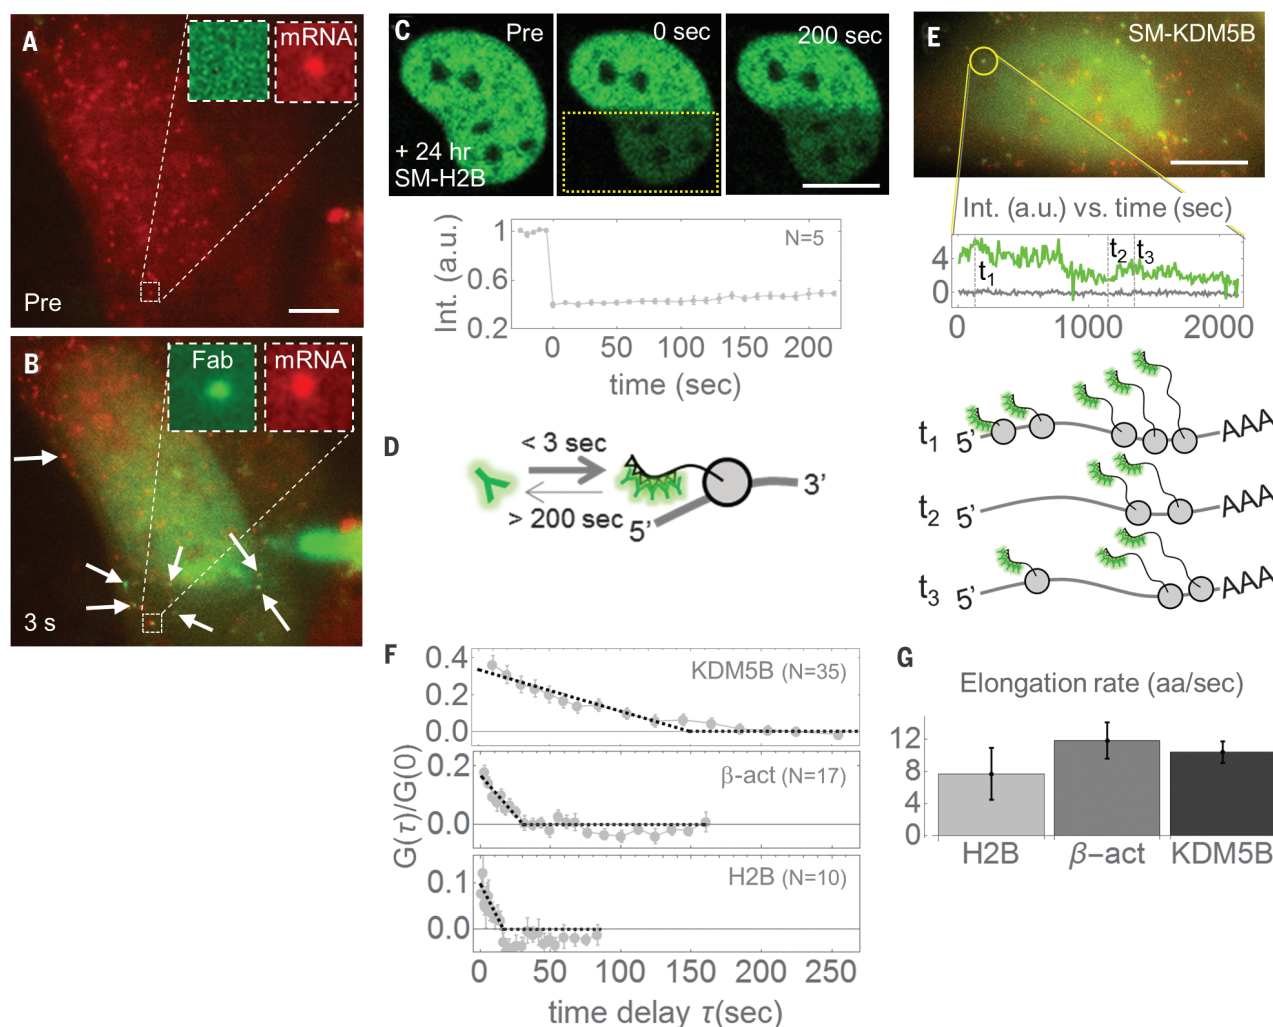 A
mRNA
Pre
B
Fab
mRNA
3 s
C
Pre
0 sec
200 sec
+ 24 hr
SM-H2B
Int. (a.u.)
1
0.6
0.2
N=5
0
50
100
150
200
time (sec)
D
< 3 sec
> 200 sec
5’
3’
E
SM-KDM5B
Int. (a.u.) vs. time (sec)
4
0
t1
t2
t3
0
1000
2000
t1 5’ AAA
t2 5’ AAA
t3 5’ AAA
F
G(τ)/G(0)
0.4
0.2
0.0
KDM5B (N=35)
0.2
0.0
β-act (N=17)
0.1
0.0
H2B (N=10)
0
50
100
150
200
250
time delay τ(sec)
G
Elongation rate (aa/sec)
12
8
4
0
H2B
β−act
KDM5B